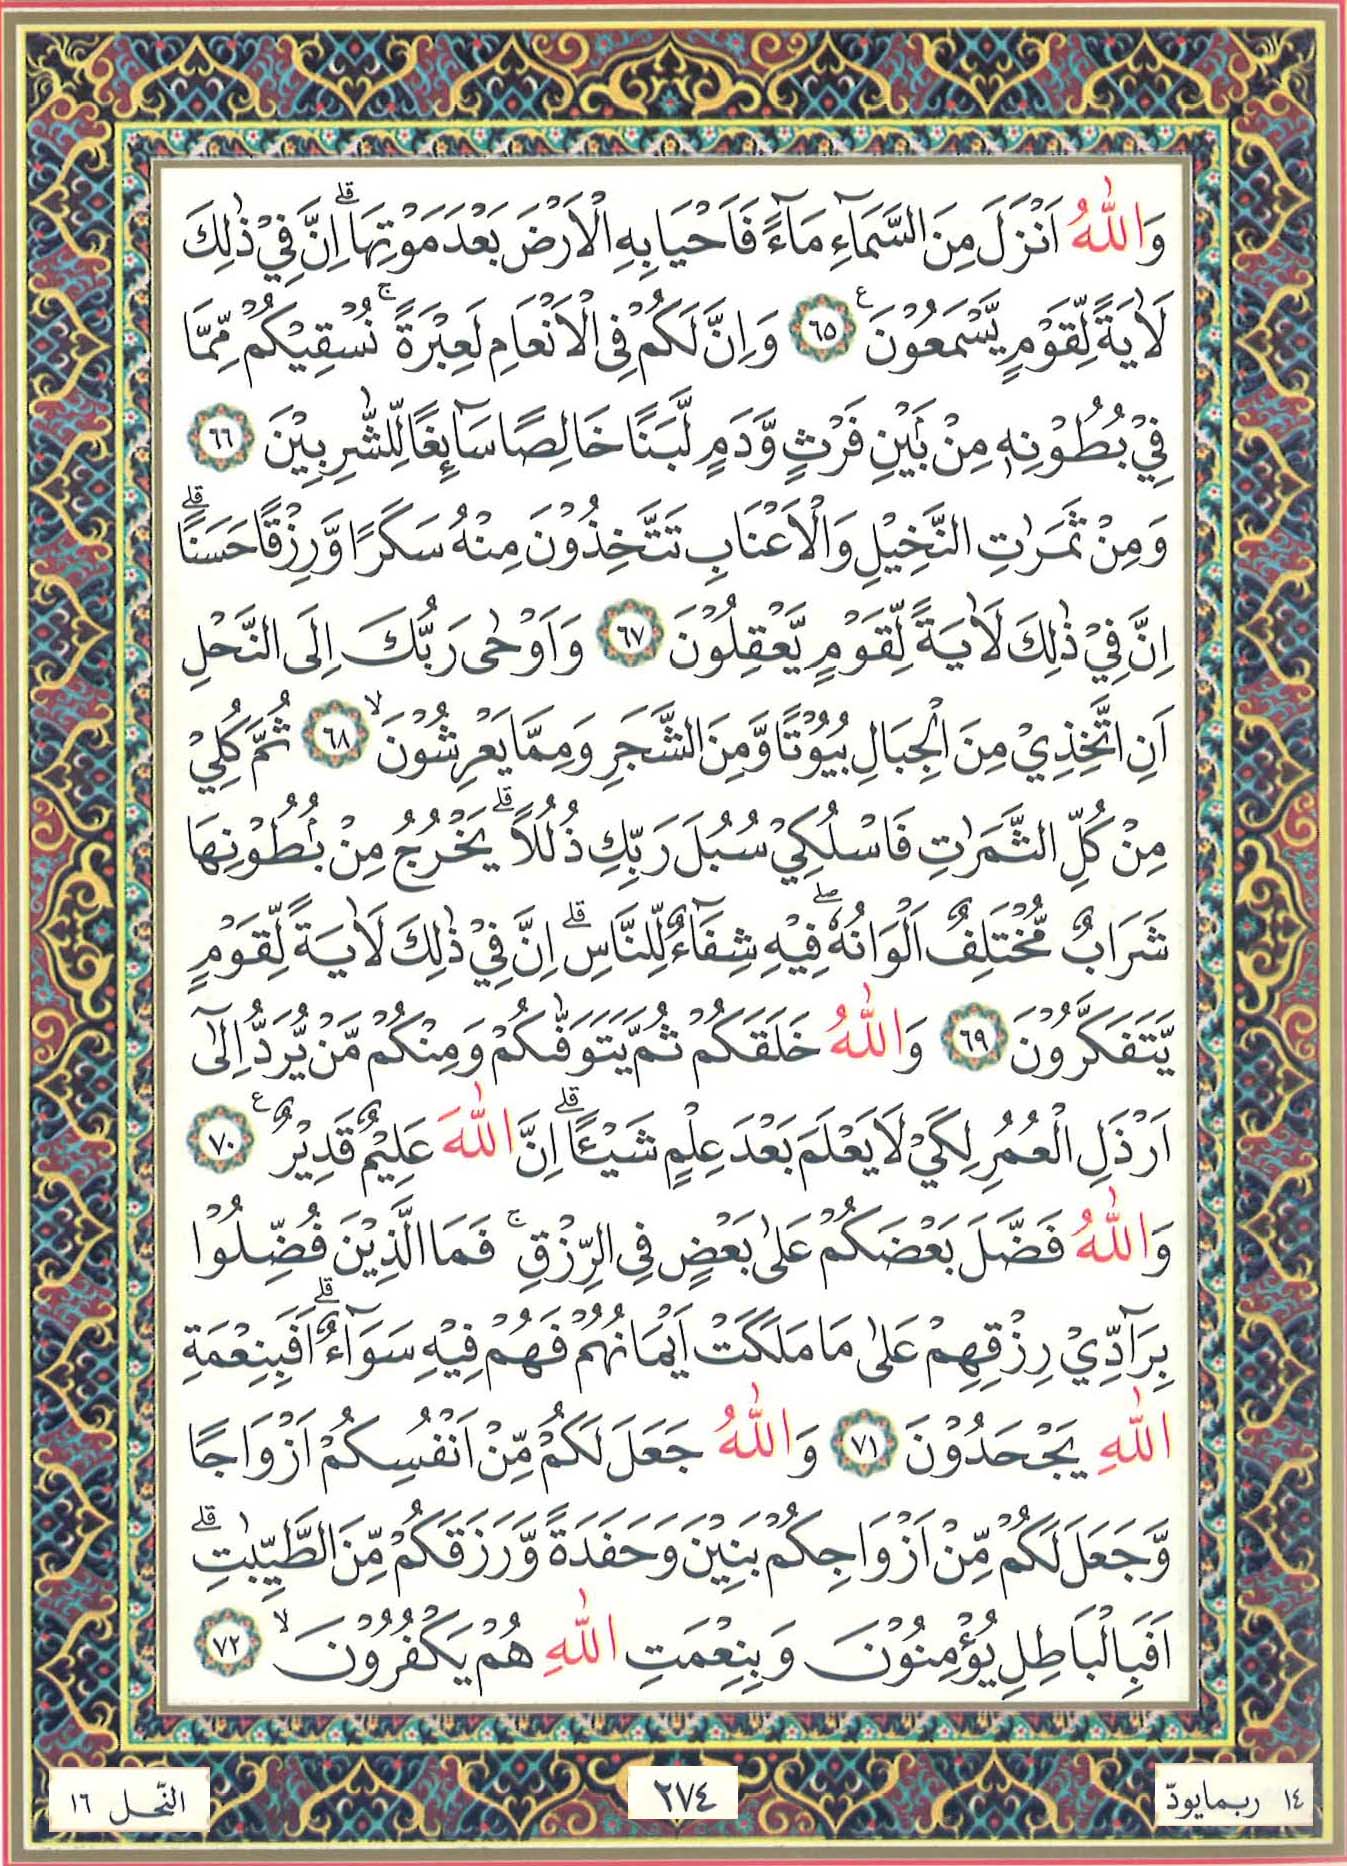 وَاللّٰهُ اَنْزَلَ مِنَ السَّمَآءِ مَآءً فَاَحْيَا بِهِ الْاَرْضَ بَعْدَ مَوْتِهَا ؕ اِنَّ فِيْ ذٰلِكَ
لَاٰيَةً لِّقَوْمٍ يَّسْمَعُوْنَ ࣖ ٦٥ وَاِنَّ لَكُمْ فِى الْاَنْعَامِ لَعِبْرَةً ۚ نُسْقِيْكُمْ مِّمَّا
فِيْ بُطُوْنِهٖ مِنْۢ بَيْنِ فَرْثٍ وَّدَمٍ لَّبَنًا خَالِصًا سَآئِغًا لِّلشّٰرِبِيْنَ ٦٦
وَمِنْ ثَمَرٰتِ النَّخِيْلِ وَالْاَعْنَابِ تَتَّخِذُوْنَ مِنْهُ سَكَرًا وَّرِزْقًا حَسَنًا ۗ
اِنَّ فِيْ ذٰلِكَ لَاٰيَةً لِّقَوْمٍ يَّعْقِلُوْنَ ٦٧ وَاَوْحٰى رَبُّكَ اِلَى النَّحْلِ
اَنِ اتَّخِذِيْ مِنَ الْجِبَالِ بُيُوْتًا وَّمِنَ الشَّجَرِ وَمِمَّا يَعْرِشُوْنَ ۙ ٦٨ ثُمَّ كُلِيْ
مِنْ كُلِّ الثَّمَرٰتِ فَاسْلُكِيْ سُبُلَ رَبِّكِ ذُلُلًا ۗ يَخْرُجُ مِنْۢ بُطُوْنِهَا
شَرَابٌ مُّخْتَلِفٌ اَلْوَانُهٗ ۖ فِيْهِ شِفَآءٌ لِّلنَّاسِ ۗ اِنَّ فِيْ ذٰلِكَ لَاٰيَةً لِّقَوْمٍ
يَّتَفَكَّرُوْنَ ٦٩ وَاللّٰهُ خَلَقَكُمْ ثُمَّ يَتَوَفّٰىكُمْ وَمِنْكُمْ مَّنْ يُّرَدُّ اِلٰٓى
اَرْذَلِ الْعُمُرِ لِكَيْ لَا يَعْلَمَ بَعْدَ عِلْمٍ شَيْـًٔا ۗ اِنَّ اللّٰهَ عَلِيْمٌ قَدِيْرٌ ࣖ ٧٠
وَاللّٰهُ فَضَّلَ بَعْضَكُمْ عَلٰى بَعْضٍ فِى الرِّزْقِ ۚ فَمَا الَّذِيْنَ فُضِّلُوْا
بِرَآدِّيْ رِزْقِهِمْ عَلٰى مَا مَلَكَتْ اَيْمَانُهُمْ فَهُمْ فِيْهِ سَوَآءٌ ۗ اَفَبِنِعْمَةِ
اللّٰهِ يَجْحَدُوْنَ ٧١ وَاللّٰهُ جَعَلَ لَكُمْ مِّنْ اَنْفُسِكُمْ اَزْوَاجًا
وَّجَعَلَ لَكُمْ مِّنْ اَزْوَاجِكُمْ بَنِيْنَ وَحَفَدَةً وَّرَزَقَكُمْ مِّنَ الطَّيِّبٰتِ ۗ
اَفَبِالْبَاطِلِ يُؤْمِنُوْنَ وَبِنِعْمَتِ اللّٰهِ هُمْ يَكْفُرُوْنَ ۙ ٧٢
١٤ ربمايودّ ٢٧٤ النّحل ١٦